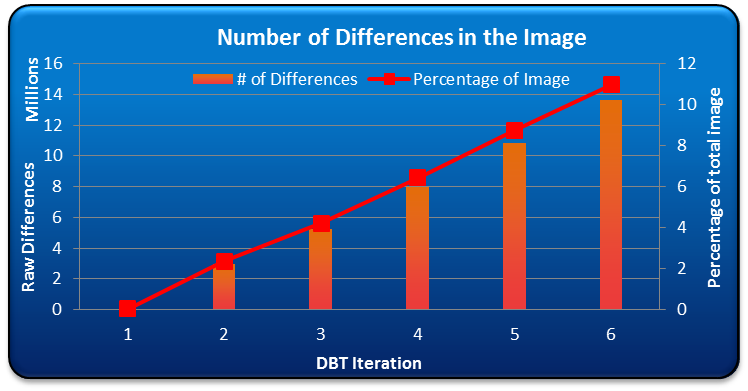 Number of Differences in the Image
# of Differences
Percentage of Image
Millions
Raw Differences
16
14
12
10
8
6
4
2
0
12
10
8
6
4
2
0
Percentage of total image
1 2 3 4 5 6
DBT Iteration